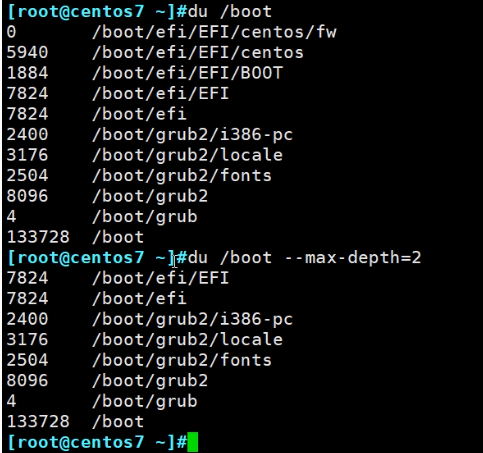 [root@centos7 ~]#du /boot
0       /boot/efi/EFI/centos/fw
5940    /boot/efi/EFI/centos
1884    /boot/efi/EFI/BOOT
7824    /boot/efi/EFI
7824    /boot/efi
2400    /boot/grub2/i386-pc
3176    /boot/grub2/locale
2504    /boot/grub2/fonts
8096    /boot/grub2
4       /boot/grub
133728  /boot
[root@centos7 ~]#du /boot --max-depth=2
7824    /boot/efi/EFI
7824    /boot/efi
2400    /boot/grub2/i386-pc
3176    /boot/grub2/locale
2504    /boot/grub2/fonts
8096    /boot/grub2
4       /boot/grub
133728  /boot
[root@centos7 ~]#